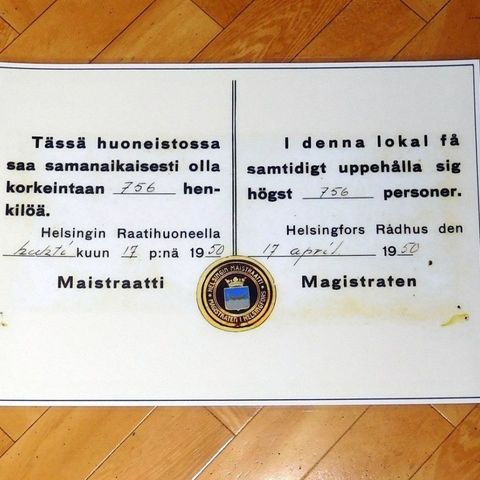 Tässä huoneistossa
saa samanaikaisesti olla
korkeintaan 756 hen-
kilöä.
Helsingin Raatihuoneella
huhti kuun 17 p:nä 1950
Maistraatti
I denna lokal få
samtidigt uppehålla sig
högst 756 personer.
Helsingfors Rådhus den
17 april 1950
Magistraten
HELSINGIN MAISTRAATTI
MAGISTRATEN I HELSINGFORS